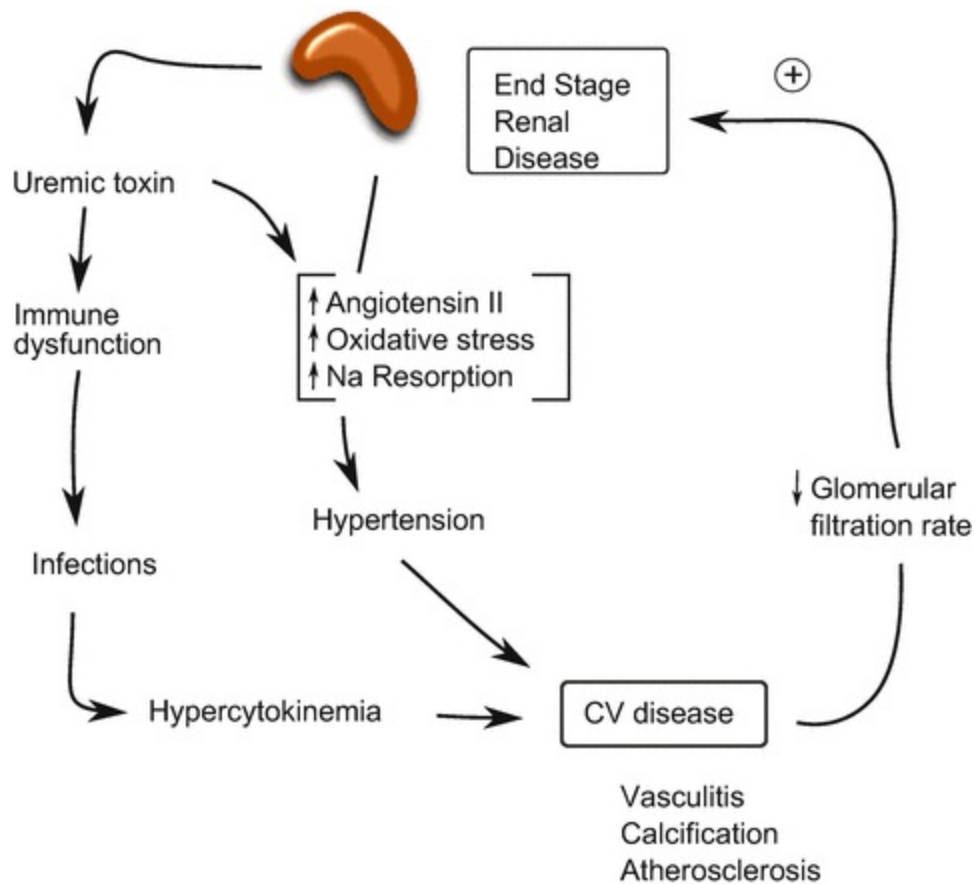 End Stage
Renal
Disease
+
Uremic toxin
↑ Angiotensin II
↑ Oxidative stress
↑ Na Resorption
Immune
dysfunction
↓ Glomerular
filtration rate
Hypertension
Infections
Hypercytokinemia
CV disease
Vasculitis
Calcification
Atherosclerosis